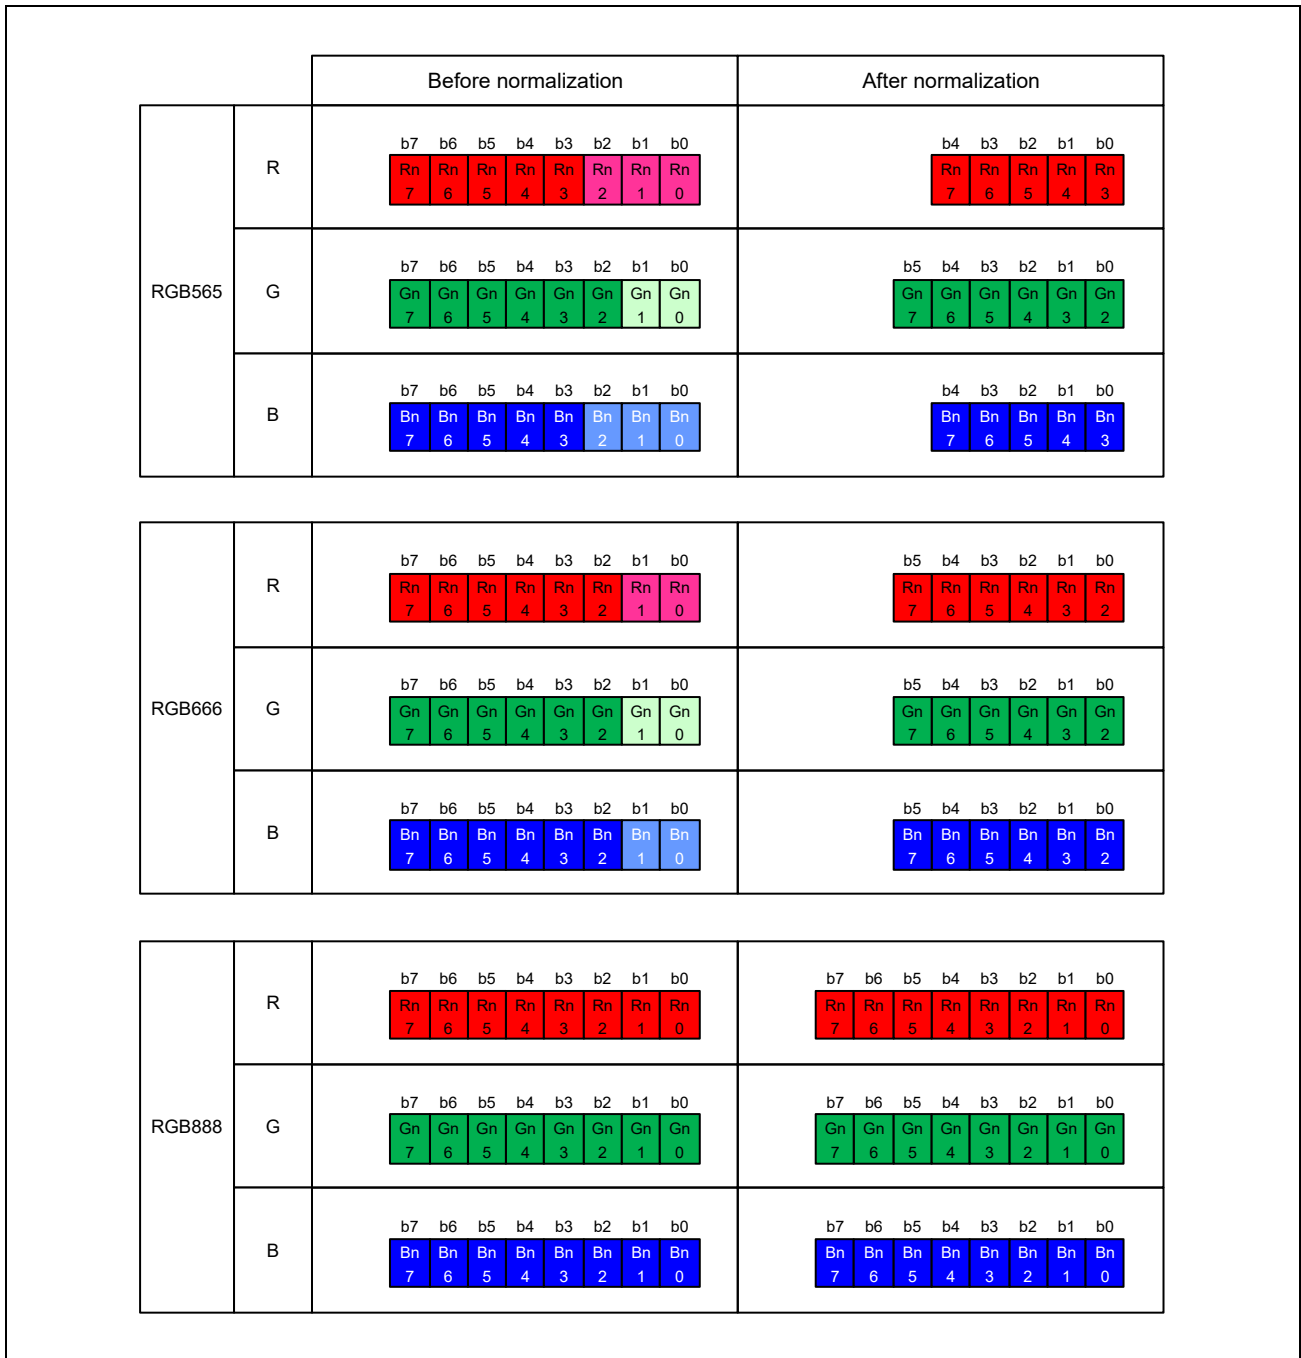 Before normalization After normalization
b7 b6 b5 b4 b3 b2 b1 b0 b4 b3 b2 b1 b0
R
Rn Rn Rn Rn Rn Rn Rn Rn Rn Rn Rn Rn Rn
7 6 5 4 3 2 1 0 7 6 5 4 3
b7 b6 b5 b4 b3 b2 b1 b0 b5 b4 b3 b2 b1 b0
RGB565 G
Gn Gn Gn Gn Gn Gn Gn Gn Gn Gn Gn Gn Gn Gn
7 6 5 4 3 2 1 0 7 6 5 4 3 2
b7 b6 b5 b4 b3 b2 b1 b0 b4 b3 b2 b1 b0
B
Bn Bn Bn Bn Bn Bn Bn Bn Bn Bn Bn Bn Bn
7 6 5 4 3 2 1 0 7 6 5 4 3
b7 b6 b5 b4 b3 b2 b1 b0 b5 b4 b3 b2 b1 b0
R
Rn Rn Rn Rn Rn Rn Rn Rn Rn Rn Rn Rn Rn Rn
7 6 5 4 3 2 1 0 7 6 5 4 3 2
b7 b6 b5 b4 b3 b2 b1 b0 b5 b4 b3 b2 b1 b0
RGB666 G
Gn Gn Gn Gn Gn Gn Gn Gn Gn Gn Gn Gn Gn Gn
7 6 5 4 3 2 1 0 7 6 5 4 3 2
b7 b6 b5 b4 b3 b2 b1 b0 b5 b4 b3 b2 b1 b0
B
Bn Bn Bn Bn Bn Bn Bn Bn Bn Bn Bn Bn Bn Bn
7 6 5 4 3 2 1 0 7 6 5 4 3 2
b7 b6 b5 b4 b3 b2 b1 b0 b7 b6 b5 b4 b3 b2 b1 b0
R
Rn Rn Rn Rn Rn Rn Rn Rn Rn Rn Rn Rn Rn Rn Rn Rn
7 6 5 4 3 2 1 0 7 6 5 4 3 2 1 0
b7 b6 b5 b4 b3 b2 b1 b0 b7 b6 b5 b4 b3 b2 b1 b0
RGB888 G
Gn Gn Gn Gn Gn Gn Gn Gn Gn Gn Gn Gn Gn Gn Gn Gn
7 6 5 4 3 2 1 0 7 6 5 4 3 2 1 0
b7 b6 b5 b4 b3 b2 b1 b0 b7 b6 b5 b4 b3 b2 b1 b0
B
Bn Bn Bn Bn Bn Bn Bn Bn Bn Bn Bn Bn Bn Bn Bn Bn
7 6 5 4 3 2 1 0 7 6 5 4 3 2 1 0